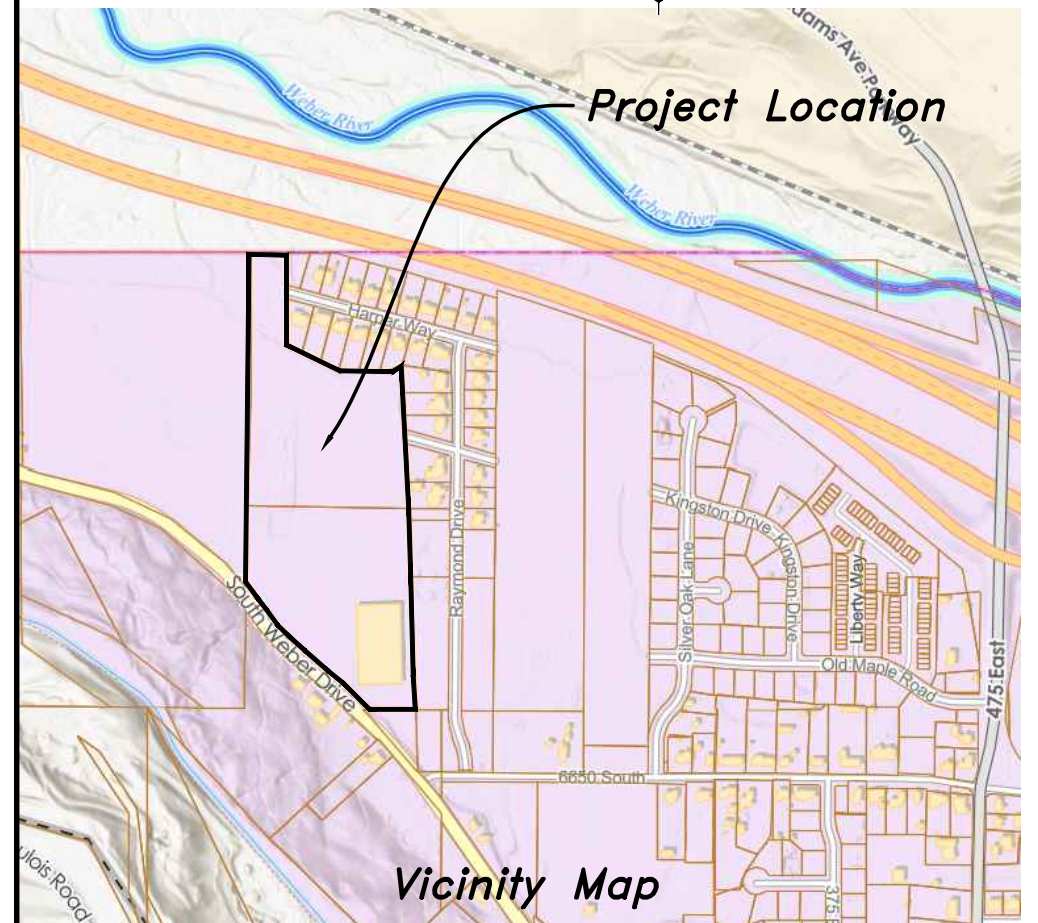 Adams Ave Parkway
Weber River
Project Location
Weber River
Harper Way
Raymond Drive
Kingston Drive
Kingston Drive
South Weber Drive
Silver Oak Lane
Liberty Way
Old Maple Road
475 East
6650 South
Vicinity Map
375